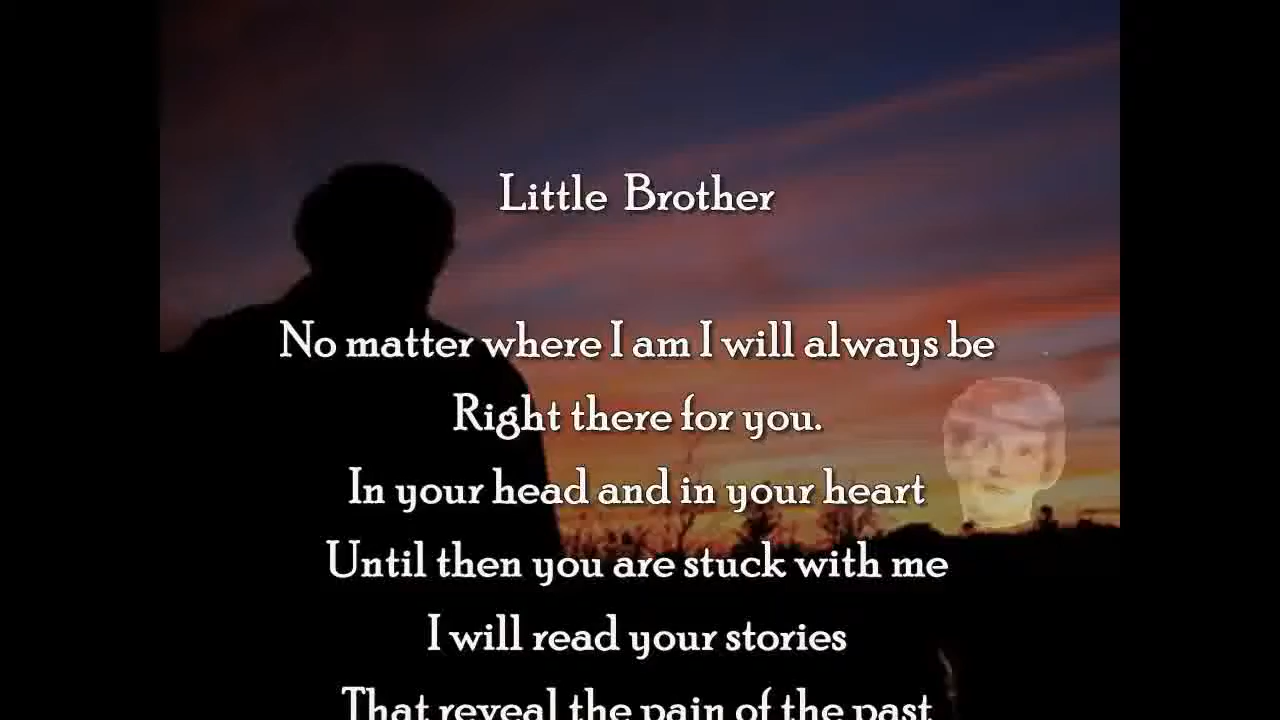 Little Brother
No matter where I am I will always be
Right there for you.
In your head and in your heart
Until then you are stuck with me
I will read your stories
That reveal the pain of the past